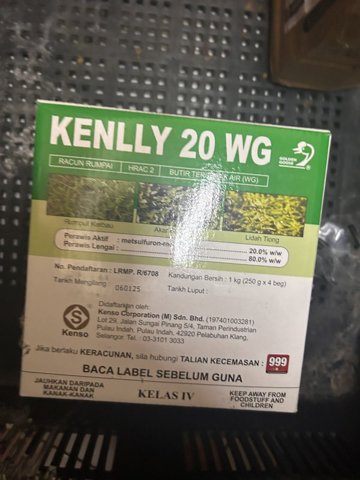 KENLLY 20 WG
GOLDEN GOOSE
RACUN RUMPAI HRAC 2 BUTIR AIR (WG)
Rumput Lidah Tiong
Perawis Aktif : 20.0% w/w
Perawis Lengai : 80.0% w/w
No. Pendaftaran : LRMP. R/6708 Kandungan Bersih : 1 kg (250 g x 4 beg)
Tarikh Mengilang : 060125 Tarikh Luput :
Didaftarkan oleh:
Kenso Corporation (M) Sdn. Bhd. (197401003281)
Lot 29, Jalan Sungai Pinang 5/4, Taman Perindustrian
Pulau Indah, Pulau Indah, 42920 Pelabuhan Klang,
Selangor. Tel : 03-3101 3033
S
Kenso
Jika berlaku KERACUNAN, sila hubungi TALIAN KECEMASAN : 999
BACA LABEL SEBELUM GUNA
JAUHKAN DARIPADA
MAKANAN DAN
KANAK-KANAK
KELAS IV
KEEP AWAY FROM
FOODSTUFF AND
CHILDREN